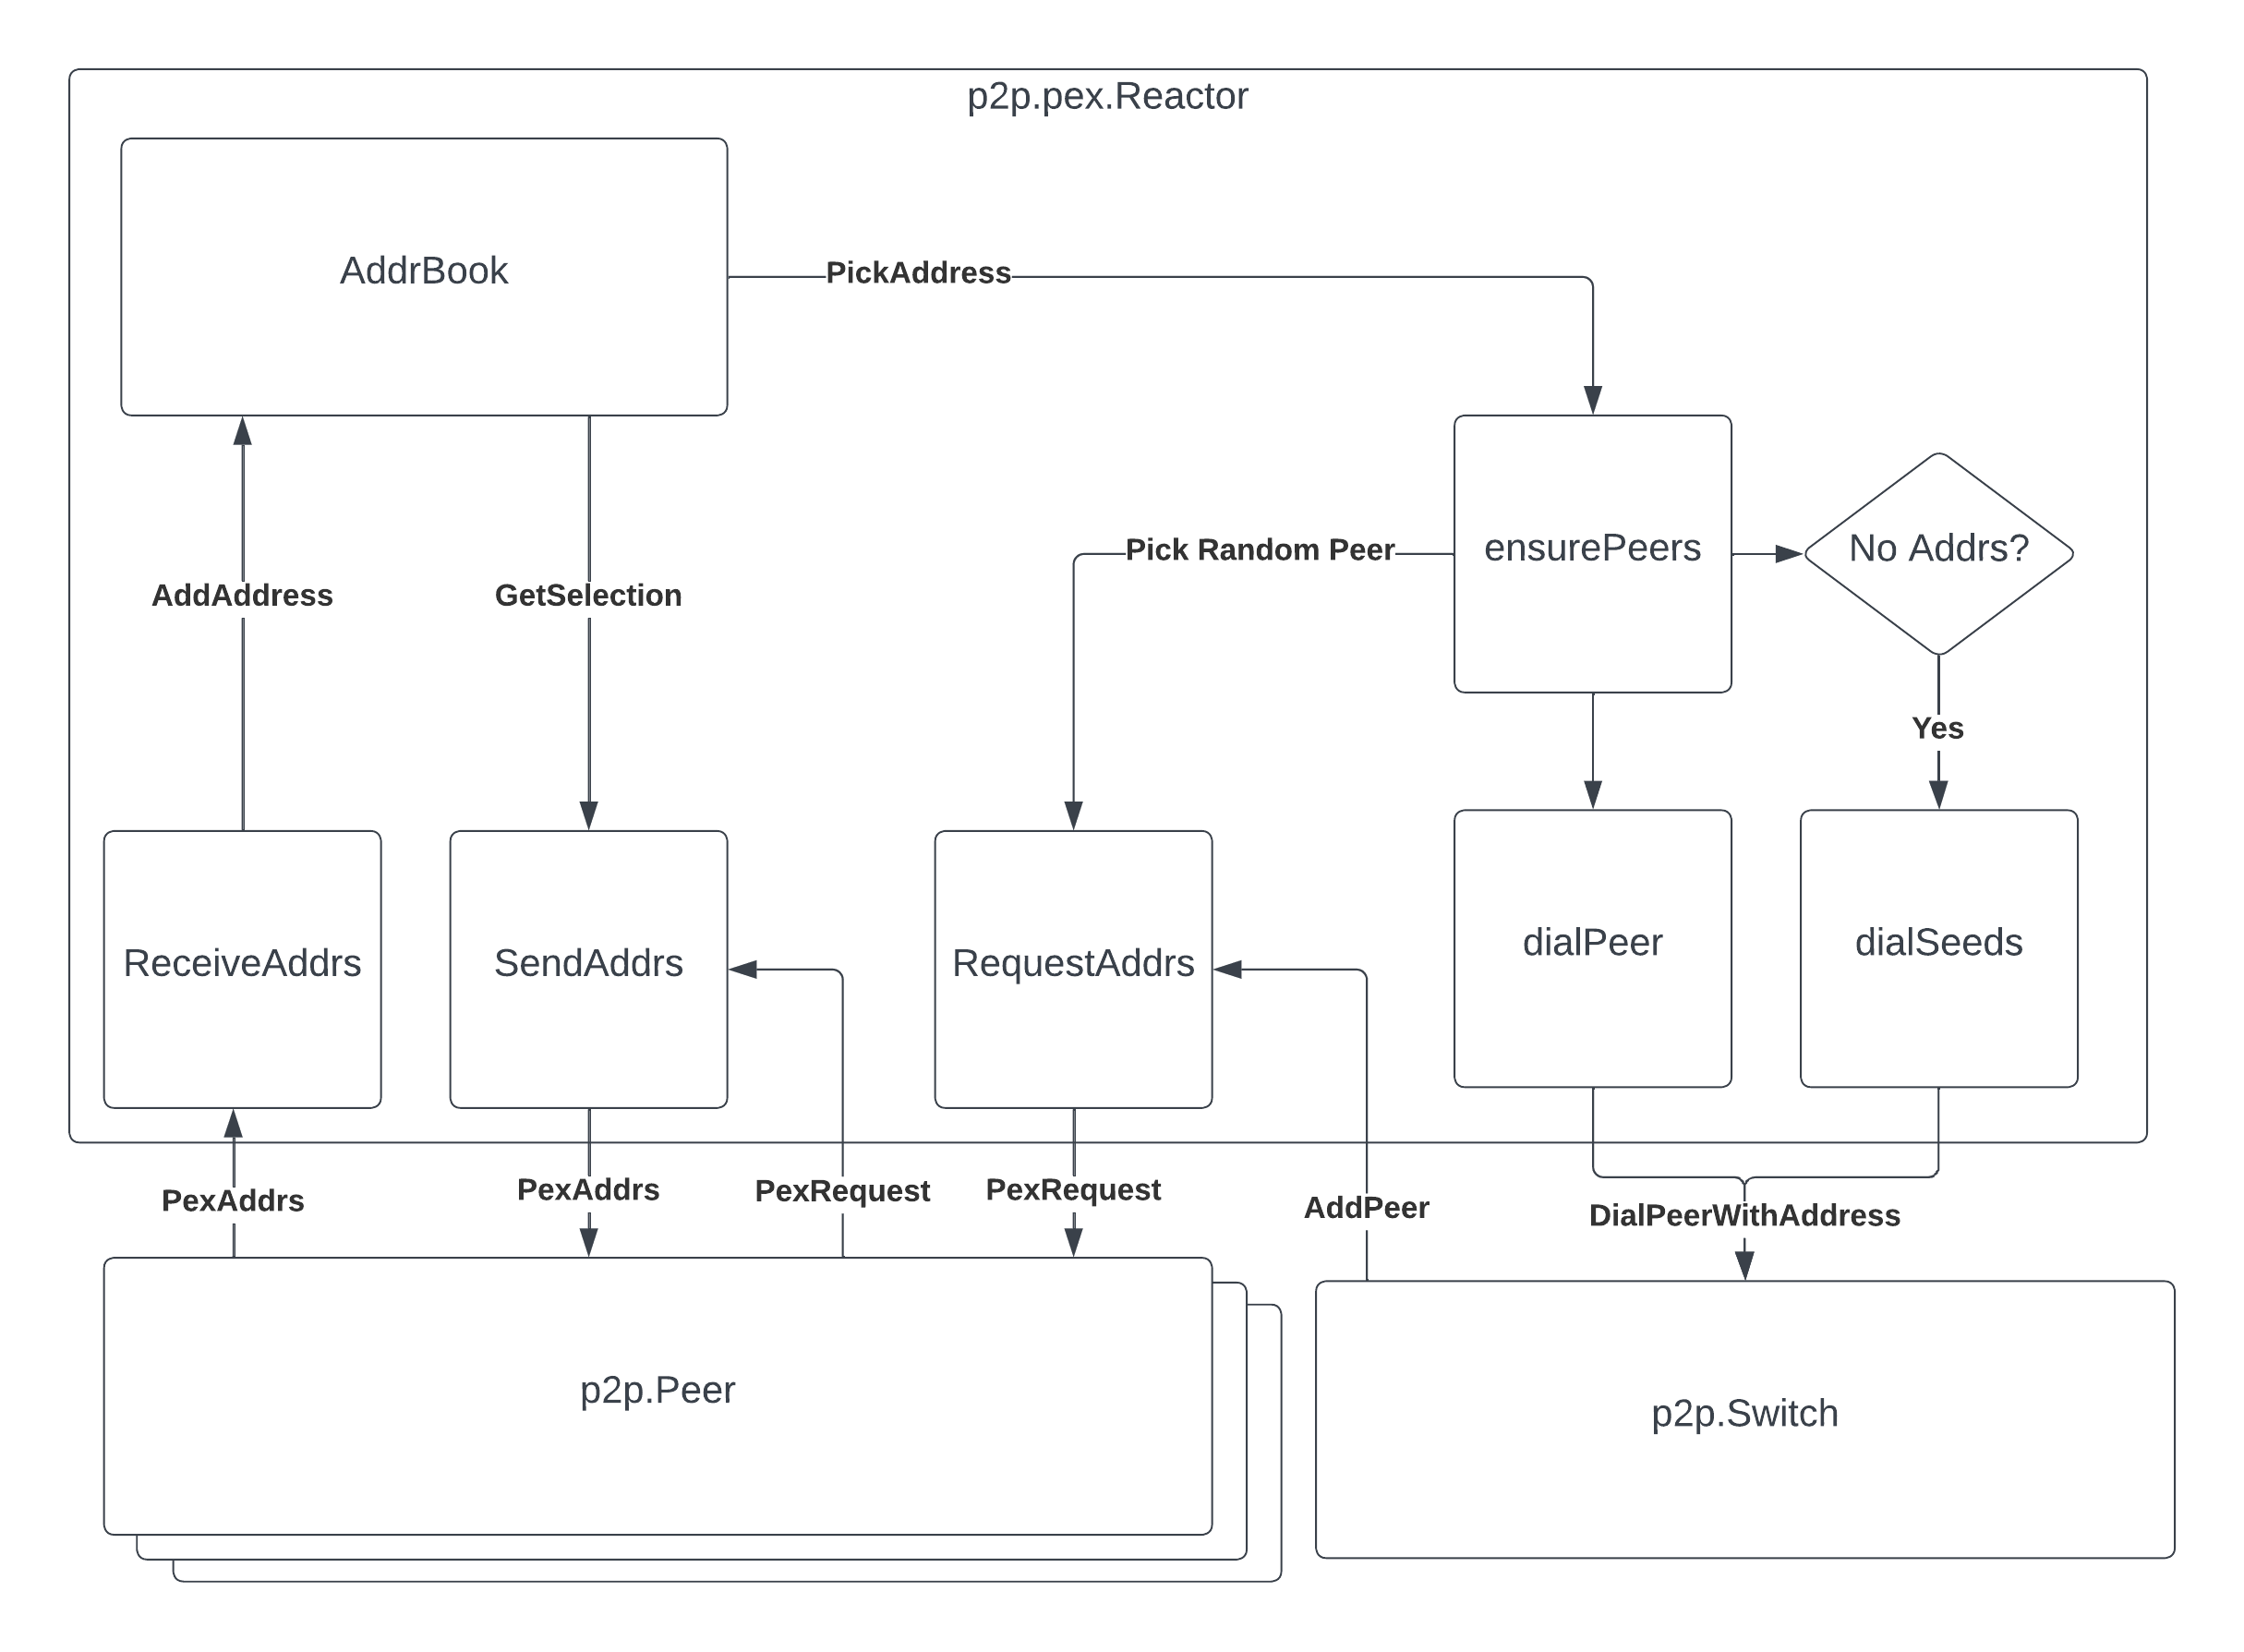 p2p.pex.Reactor
AddrBook
PickAddress
Pick Random Peer
ensurePeers
No Addrs?
AddAddress
GetSelection
Yes
ReceiveAddrs
SendAddrs
RequestAddrs
dialPeer
dialSeeds
PexAddrs
PexAddrs
PexRequest
PexRequest
AddPeer
DialPeerWithAddress
p2p.Peer
p2p.Switch